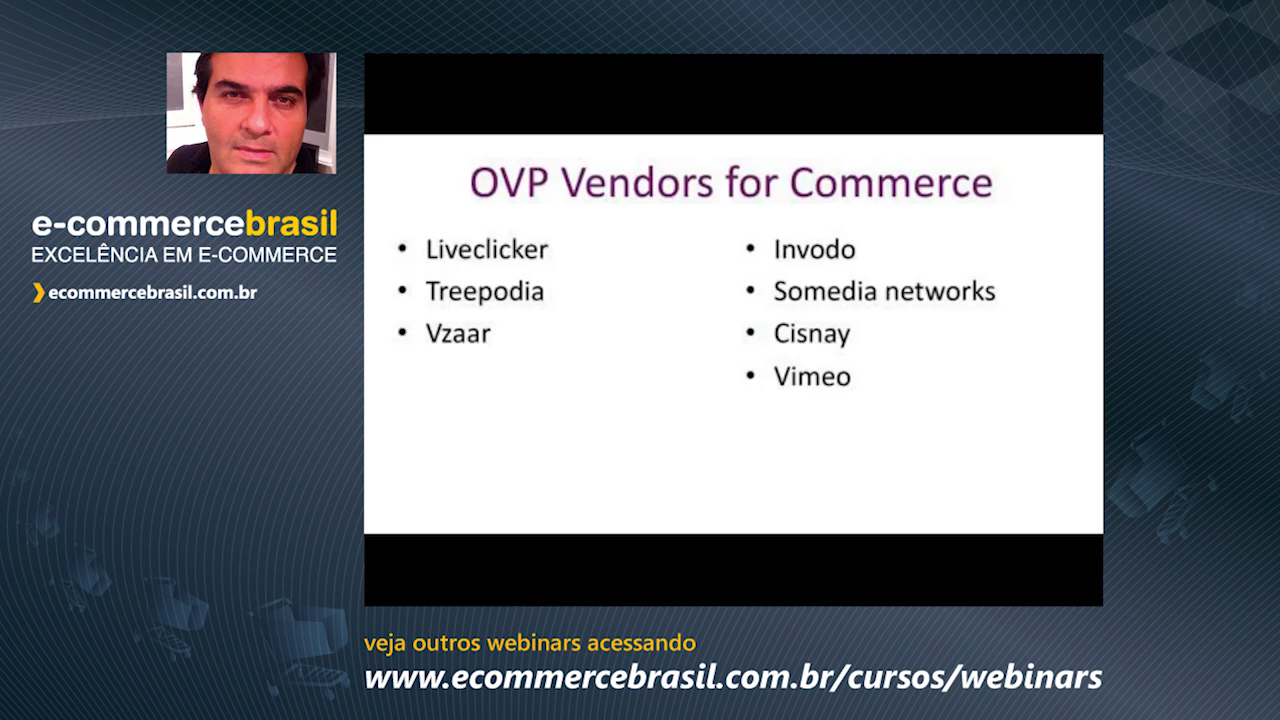 e-commercebrasil
EXCELÊNCIA EM E-COMMERCE
ecommercebrasil.com.br
OVP Vendors for Commerce
• Liveclicker
• Treepodia
• Vzaar
• Invodo
• Somedia networks
• Cisnay
• Vimeo
veja outros webinars acessando
www.ecommercebrasil.com.br/cursos/webinars